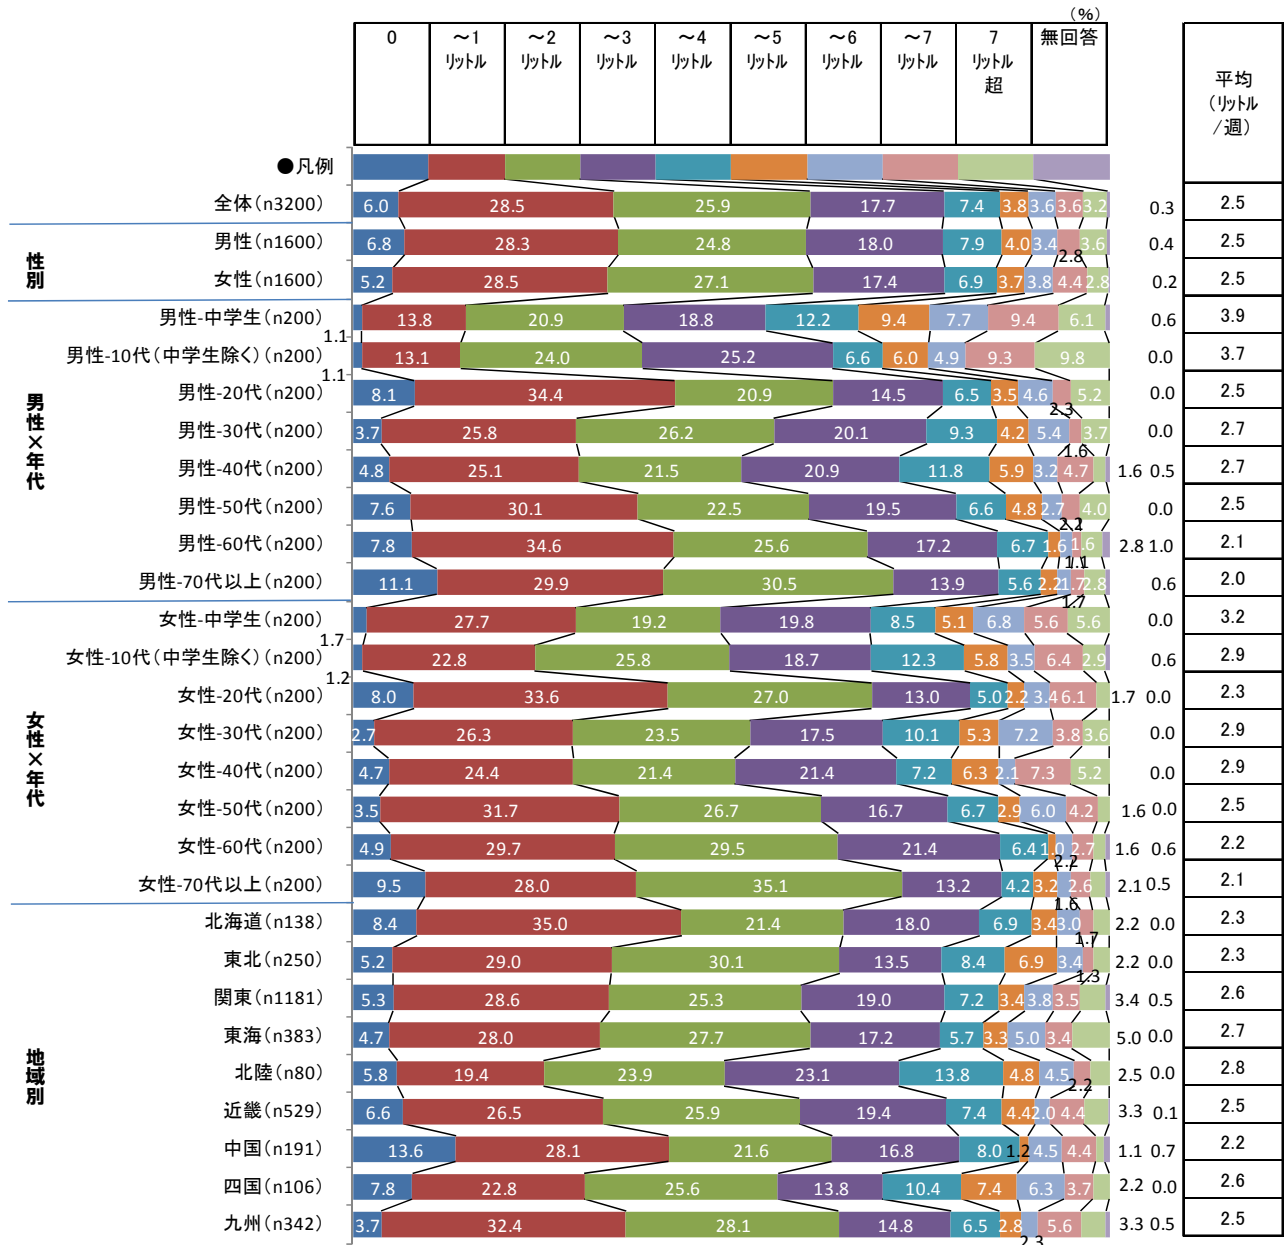 (%)
0 ～1リットル ～2リットル ～3リットル ～4リットル ～5リットル ～6リットル ～7リットル 7リットル超 無回答 平均(リットル/週)
●凡例
全体(n3200) 6.0 28.5 25.9 17.7 7.4 3.8 3.6 3.6 3.2 0.3 2.5
性別
男性(n1600) 6.8 28.3 24.8 18.0 7.9 4.0 3.4 2.8 3.6 0.4 2.5
女性(n1600) 5.2 28.5 27.1 17.4 6.9 3.7 3.8 4.4 2.8 0.2 2.5
男性×年代
男性-中学生(n200) 1.1 13.8 20.9 18.8 12.2 9.4 7.7 9.4 6.1 0.6 3.9
男性-10代(中学生除く)(n200) 1.1 13.1 24.0 25.2 6.6 6.0 4.9 9.3 9.8 0.0 3.7
男性-20代(n200) 8.1 34.4 20.9 14.5 6.5 3.5 4.6 2.3 5.2 0.0 2.5
男性-30代(n200) 3.7 25.8 26.2 20.1 9.3 4.2 5.4 1.6 3.7 0.0 2.7
男性-40代(n200) 4.8 25.1 21.5 20.9 11.8 5.9 3.2 4.7 1.6 0.5 2.7
男性-50代(n200) 7.6 30.1 22.5 19.5 6.6 4.8 2.7 2.2 4.0 0.0 2.5
男性-60代(n200) 7.8 34.6 25.6 17.2 6.7 1.6 1.1 1.6 2.8 1.0 2.1
男性-70代以上(n200) 11.1 29.9 30.5 13.9 5.6 2.2 1.7 1.7 2.8 0.6 2.0
女性×年代
女性-中学生(n200) 1.7 27.7 19.2 19.8 8.5 5.1 6.8 5.6 5.6 0.0 3.2
女性-10代(中学生除く)(n200) 1.2 22.8 25.8 18.7 12.3 5.8 3.5 6.4 2.9 0.6 2.9
女性-20代(n200) 8.0 33.6 27.0 13.0 5.0 2.2 3.4 6.1 1.7 0.0 2.3
女性-30代(n200) 2.7 26.3 23.5 17.5 10.1 5.3 7.2 3.8 3.6 0.0 2.9
女性-40代(n200) 4.7 24.4 21.4 21.4 7.2 6.3 2.1 7.3 5.2 0.0 2.9
女性-50代(n200) 3.5 31.7 26.7 16.7 6.7 2.9 6.0 4.2 1.6 0.0 2.5
女性-60代(n200) 4.9 29.7 29.5 21.4 6.4 1.0 2.2 2.7 1.6 0.6 2.2
女性-70代以上(n200) 9.5 28.0 35.1 13.2 4.2 3.2 1.6 2.6 2.1 0.5 2.1
地域別
北海道(n138) 8.4 35.0 21.4 18.0 6.9 3.4 3.0 1.7 2.2 0.0 2.3
東北(n250) 5.2 29.0 30.1 13.5 8.4 6.9 3.4 1.3 2.2 0.0 2.3
関東(n1181) 5.3 28.6 25.3 19.0 7.2 3.4 3.8 3.5 3.4 0.5 2.6
東海(n383) 4.7 28.0 27.7 17.2 5.7 3.3 5.0 3.4 5.0 0.0 2.7
北陸(n80) 5.8 19.4 23.9 23.1 13.8 4.8 4.5 2.2 2.5 0.0 2.8
近畿(n529) 6.6 26.5 25.9 19.4 7.4 4.4 2.0 4.4 3.3 0.1 2.5
中国(n191) 13.6 28.1 21.6 16.8 8.0 1.2 4.5 4.4 1.1 0.7 2.2
四国(n106) 7.8 22.8 25.6 13.8 10.4 7.4 6.3 3.7 2.2 0.0 2.6
九州(n342) 3.7 32.4 28.1 14.8 6.5 2.8 2.3 5.6 3.3 0.5 2.5